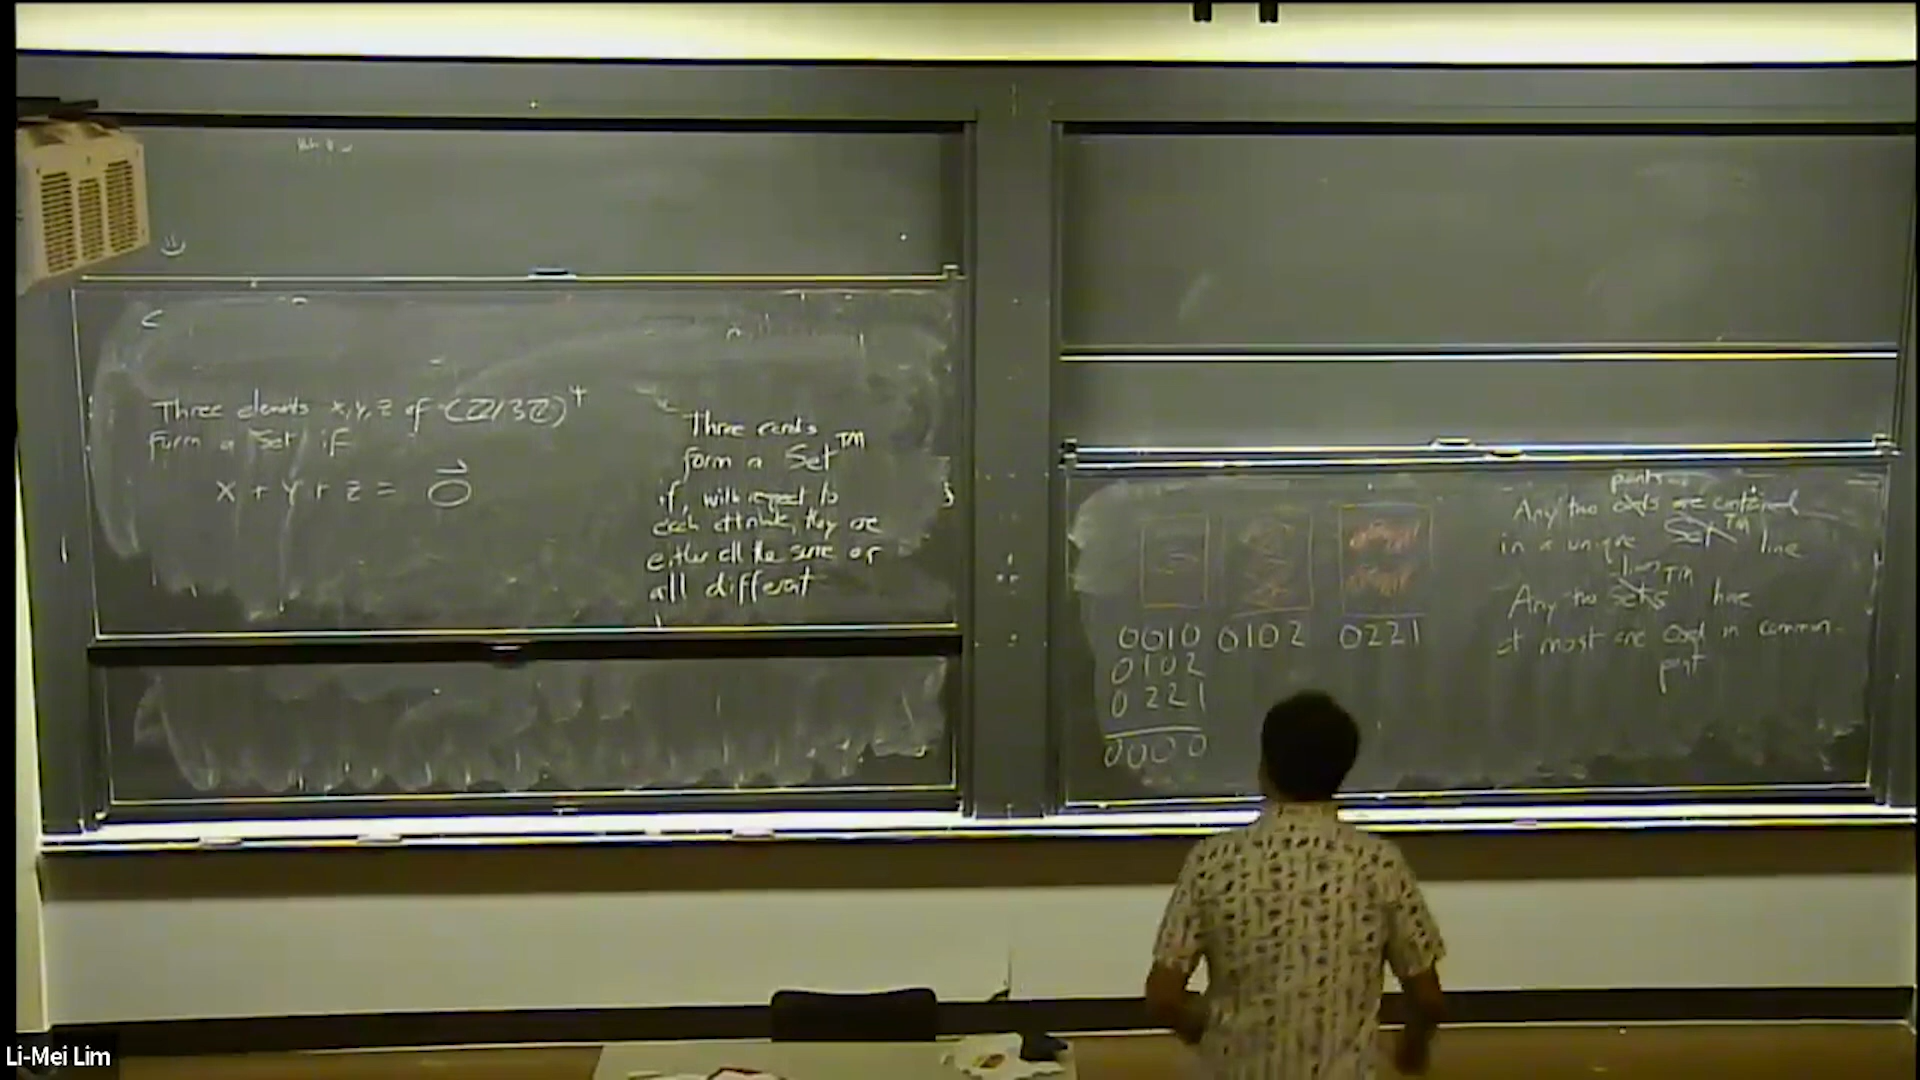 Three elements x, y, z of (ℤ/3ℤ)⁴
form a Set if
x + y + z = 0⃗
Three cards
form a Set™
if, with respect to
each attribute, they are
either all the same or
all different
0010 0102 0221
0102
0221
0000
points
Any two cards are contained
in a unique Set™ line
lines
Any two Sets™ have
at most one card in common.
point
Li-Mei Lim